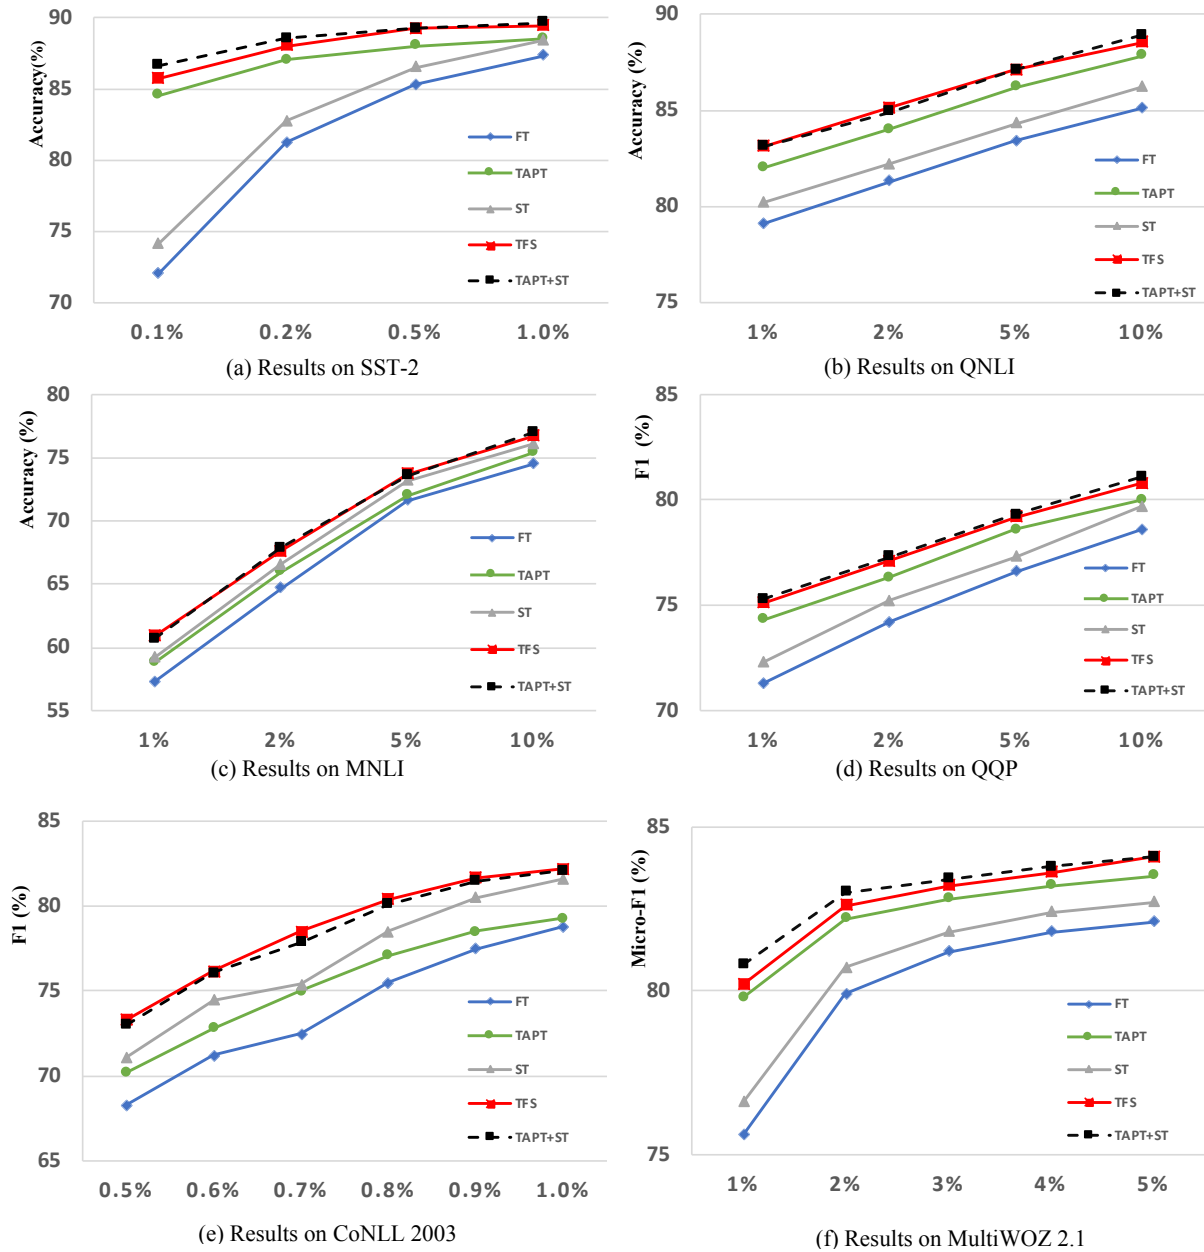 90
85
80
75
70
Accuracy(%)
FT
TAPT
ST
TFS
TAPT+ST
0.1% 0.2% 0.5% 1.0%
(a) Results on SST-2
90
85
80
75
Accuracy (%)
FT
TAPT
ST
TFS
TAPT+ST
1% 2% 5% 10%
(b) Results on QNLI
80
75
70
65
60
55
Accuracy (%)
FT
TAPT
ST
TFS
TAPT+ST
1% 2% 5% 10%
(c) Results on MNLI
85
80
75
70
F1 (%)
FT
TAPT
ST
TFS
TAPT+ST
1% 2% 5% 10%
(d) Results on QQP
85
80
75
70
65
F1 (%)
FT
TAPT
ST
TFS
TAPT+ST
0.5% 0.6% 0.7% 0.8% 0.9% 1.0%
(e) Results on CoNLL 2003
85
80
75
Micro-F1 (%)
FT
TAPT
ST
TFS
TAPT+ST
1% 2% 3% 4% 5%
(f) Results on MultiWOZ 2.1